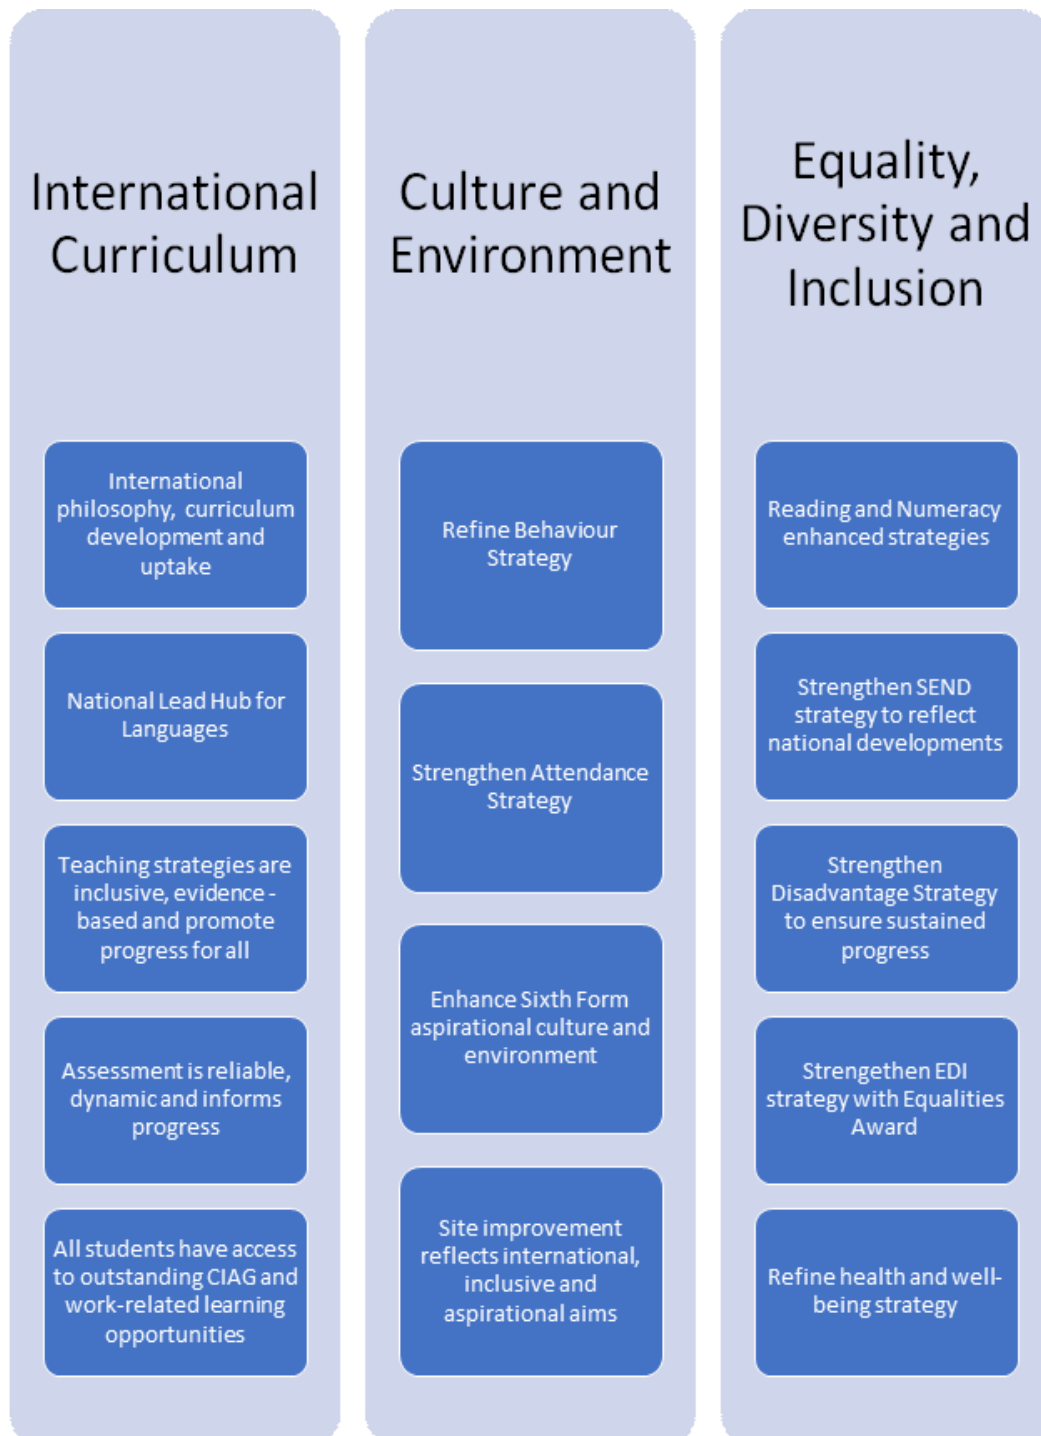 International
Curriculum
International
philosophy, curriculum
development and
uptake
National Lead Hub for
Languages
Teaching strategies are
inclusive, evidence -
based and promote
progress for all
Assessment is reliable,
dynamic and informs
progress
All students have access
to outstanding CIAG and
work-related learning
opportunities
Culture and
Environment
Refine Behaviour
Strategy
Strengthen Attendance
Strategy
Enhance Sixth Form
aspirational culture and
environment
Site improvement
reflects international,
inclusive and
aspirational aims
Equality,
Diversity and
Inclusion
Reading and Numeracy
enhanced strategies
Strengthen SEND
strategy to reflect
national developments
Strengthen
Disadvantage Strategy
to ensure sustained
progress
Strengethen EDI
strategy with Equalities
Award
Refine health and well-
being strategy